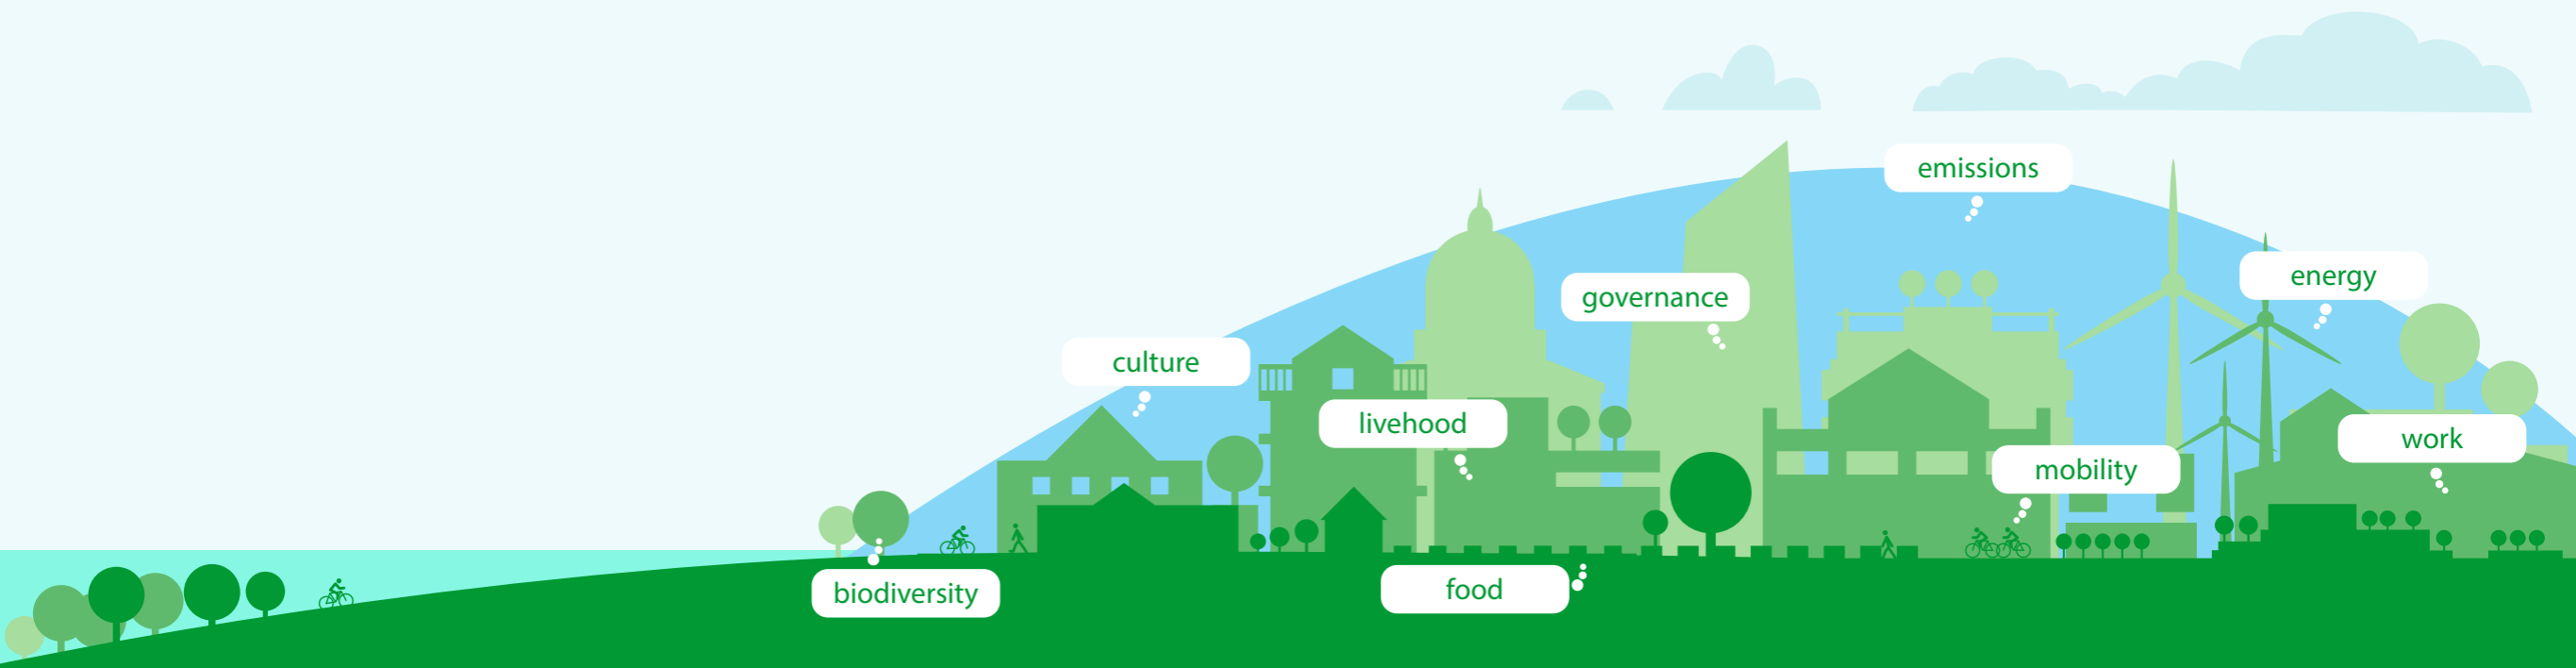 emissions
energy
governance
culture
livehood
work
mobility
biodiversity
food